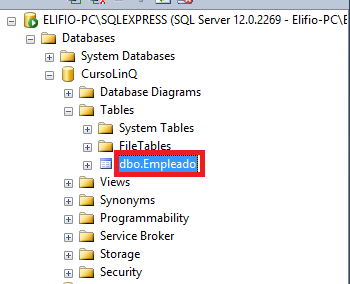 ELIFIO-PC\SQLEXPRESS (SQL Server 12.0.2269 - Elifio-PC\E
Databases
System Databases
CursoLinQ
Database Diagrams
Tables
System Tables
FileTables
dbo.Empleado
Views
Synonyms
Programmability
Service Broker
Storage
Security